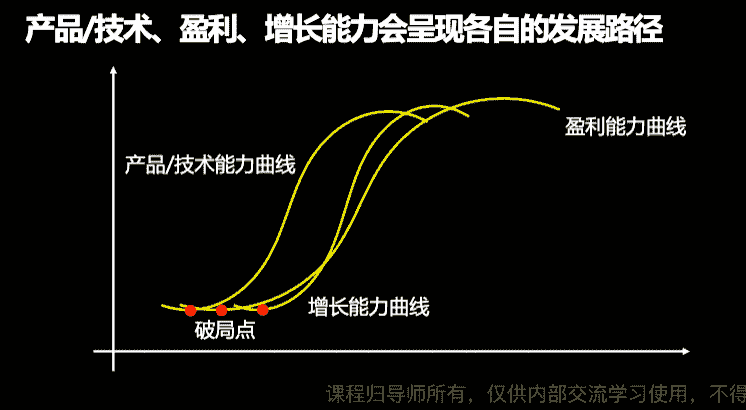 产品/技术、盈利、增长能力会呈现各自的发展路径
盈利能力曲线
产品/技术能力曲线
增长能力曲线
破局点
课程归导师所有，仅供内部交流学习使用，不得